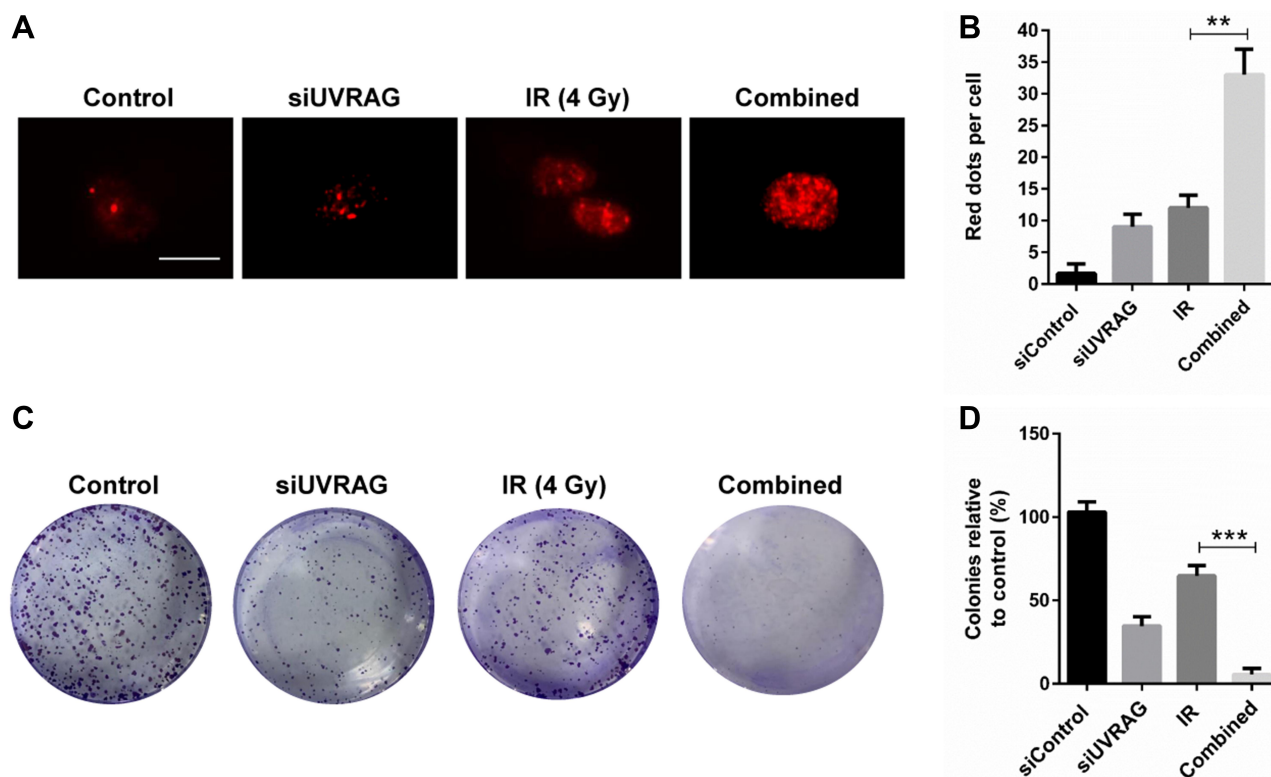 A
Control
siUVRAG
IR (4 Gy)
Combined
B
Red dots per cell
40
35
30
25
20
15
10
5
0
**
siControl
siUVRAG
IR
Combined
C
Control
siUVRAG
IR (4 Gy)
Combined
D
Colonies relative
to control (%)
150
100
50
0
***
siControl
siUVRAG
IR
Combined